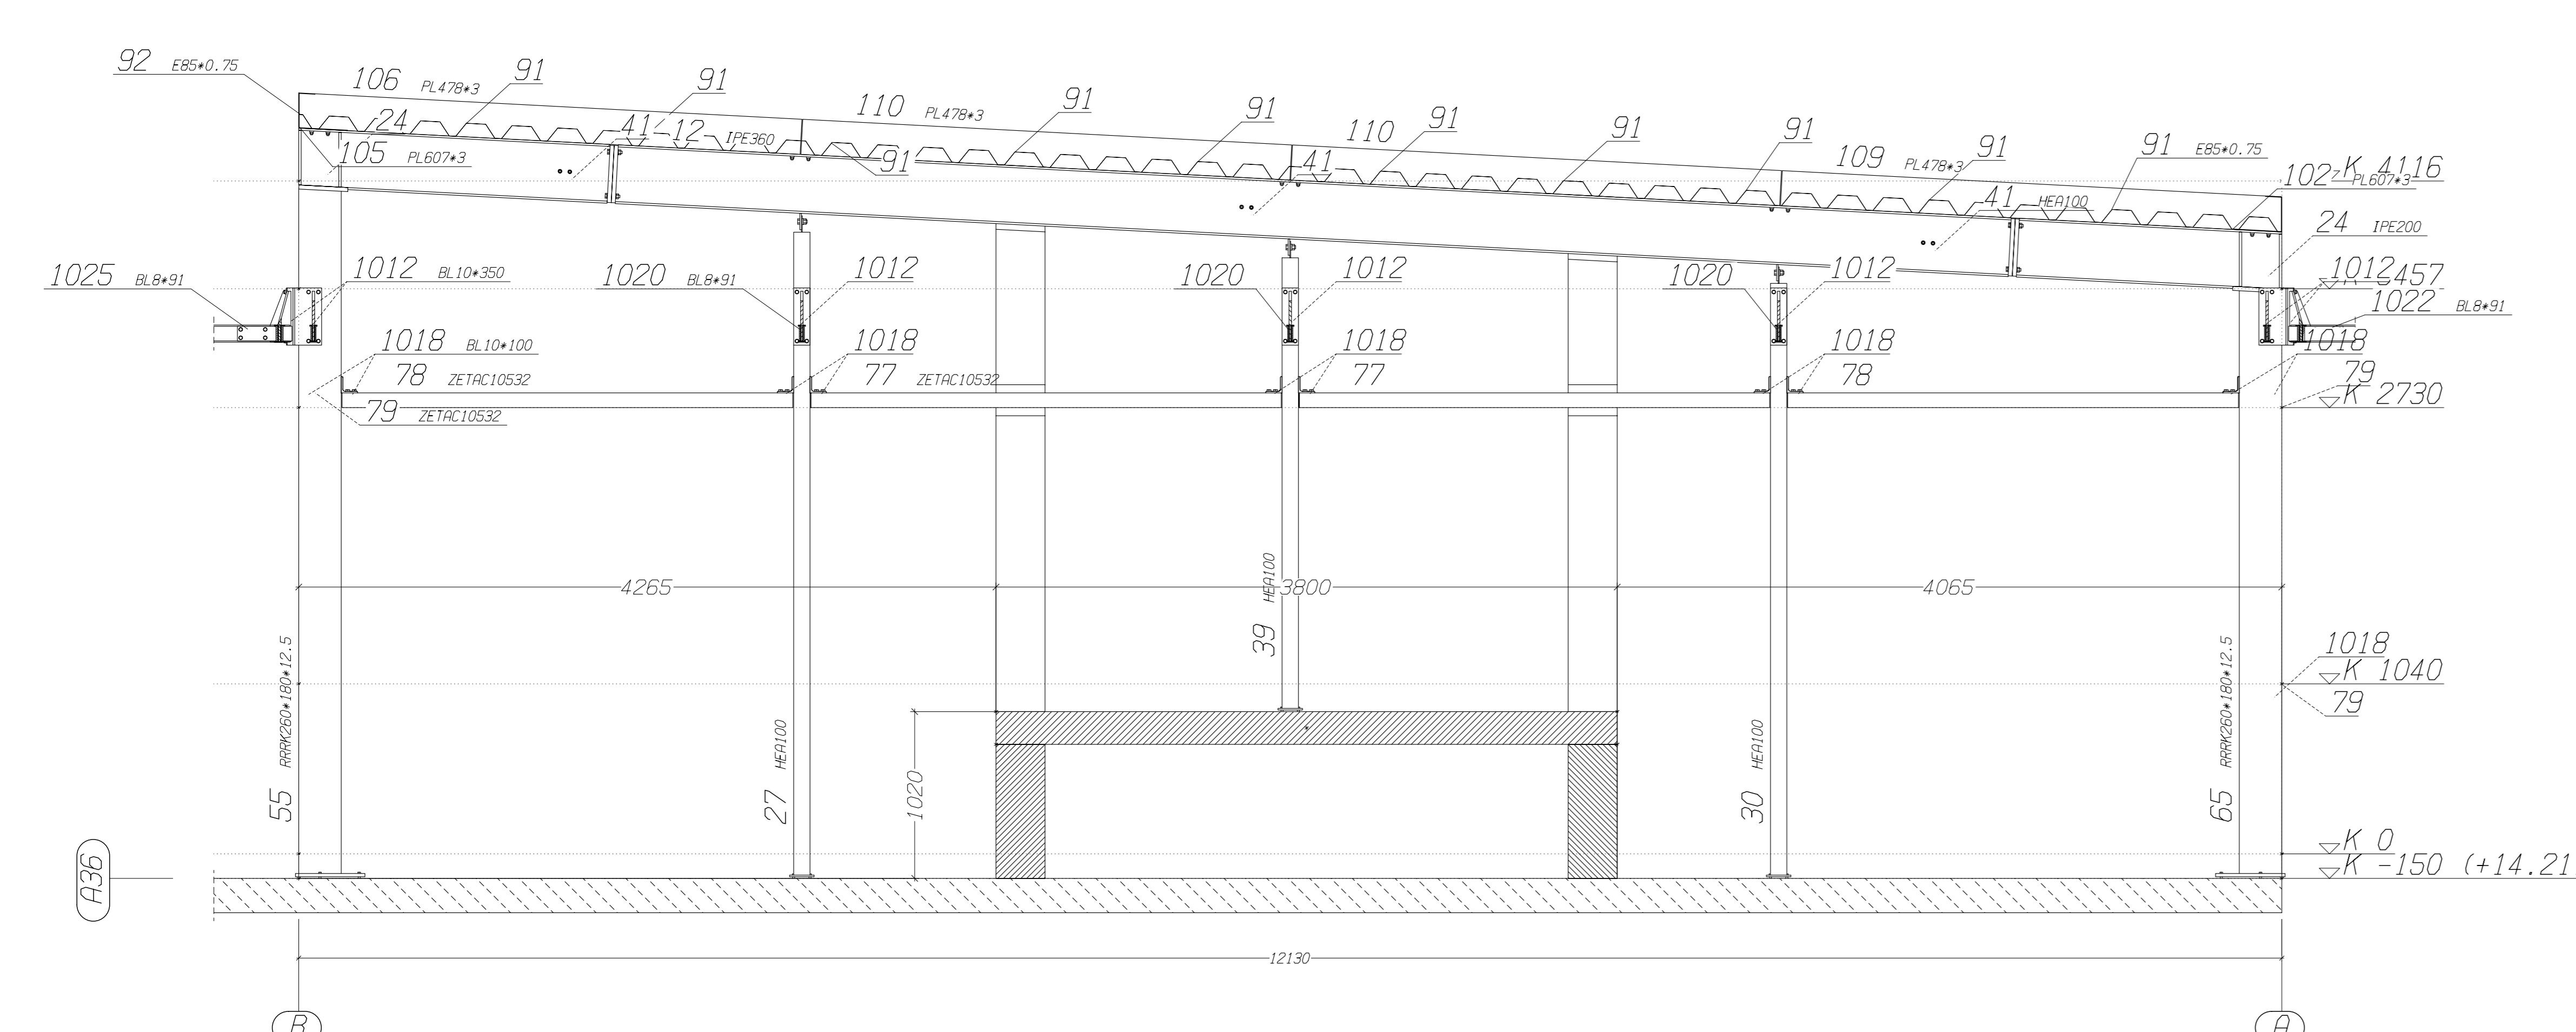 92 E85*0.75
106 PL478*3
91
91
110 PL478*3
91
91
110
91
91
91
109 PL478*3
91
91 E85*0.75
24
41
12 IPE360
105 PL607*3
91
41
102 PL607*3
K 4116
41 HEA100
24 IPE200
1025 BL8*91
1012 BL10*350
1020 BL8*91
1012
1020
1012
1020
1012
1012
457
1022 BL8*91
1018 BL10*100
1018
1018
1018
1018
78 ZETAC10532
77 ZETAC10532
77
78
79
79 ZETAC10532
K 2730
4265
3800
4065
HEA100
39
55 RRRK260*180*12.5
27 HEA100
1020
30 HEA100
65 RRRK260*180*12.5
1018
K 1040
79
K 0
K -150 (+14.21
A36
12130
B
A